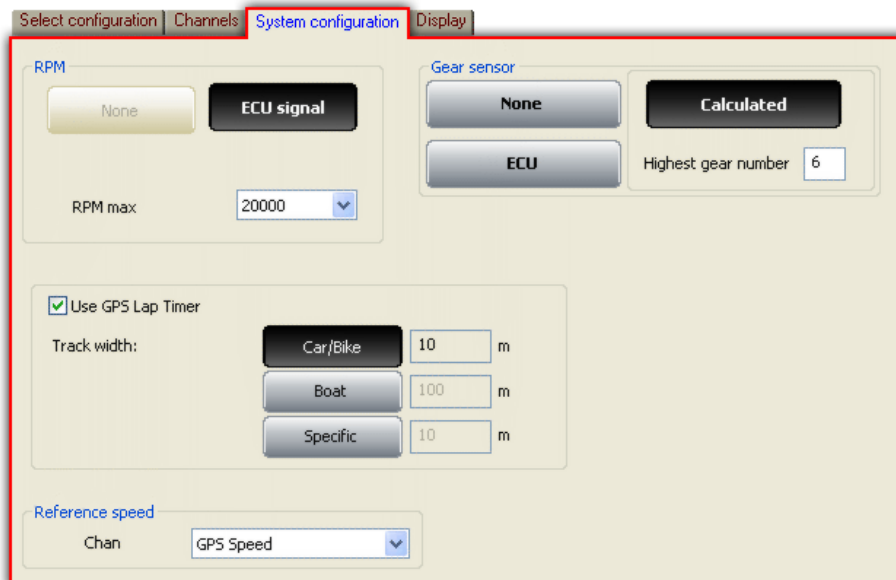 Select configuration Channels System configuration Display
RPM
None ECU signal
RPM max 20000
Gear sensor
None Calculated
ECU Highest gear number 6
Use GPS Lap Timer
Track width: Car/Bike 10 m
Boat 100 m
Specific 10 m
Reference speed
Chan GPS Speed